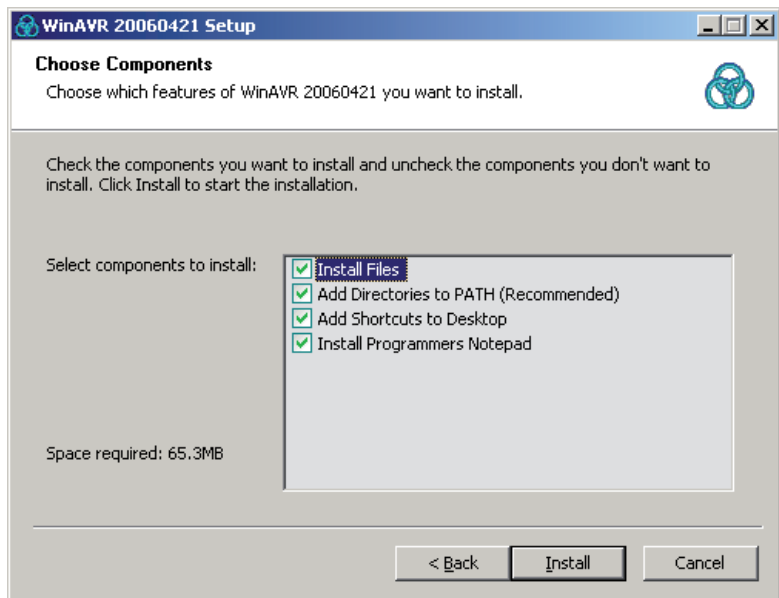 WinAVR 20060421 Setup
Choose Components
Choose which features of WinAVR 20060421 you want to install.
Check the components you want to install and uncheck the components you don't want to
install. Click Install to start the installation.
Select components to install:
Install Files
Add Directories to PATH (Recommended)
Add Shortcuts to Desktop
Install Programmers Notepad
Space required: 65.3MB
< Back
Install
Cancel